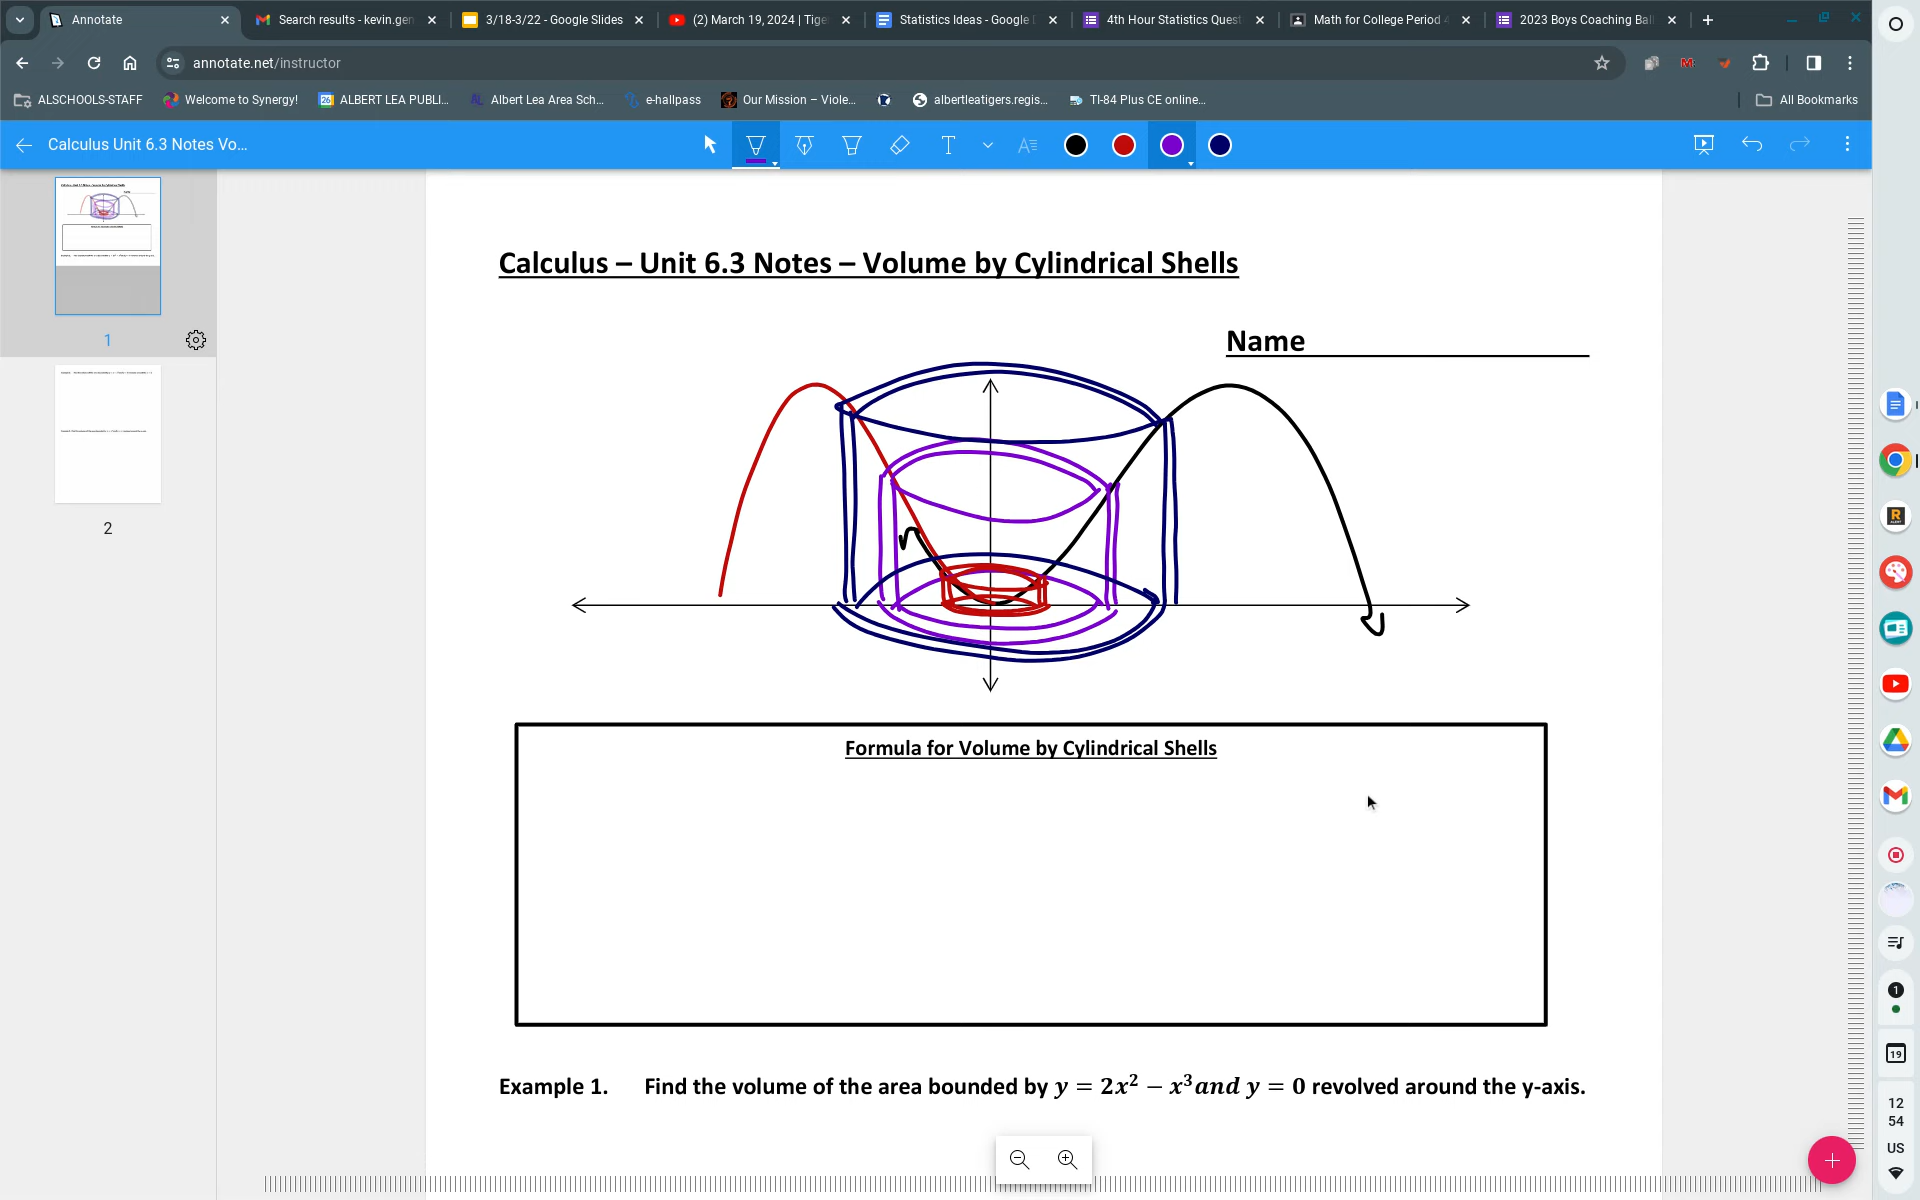 Annotate
Search results - kevin.gen
3/18-3/22 - Google Slides
(2) March 19, 2024 | Tige
Statistics Ideas - Google D
4th Hour Statistics Quest
Math for College Period 4
2023 Boys Coaching Ball
annotate.net/instructor
ALSCHOOLS-STAFF
Welcome to Synergy!
ALBERT LEA PUBLI...
Albert Lea Area Sch...
e-hallpass
Our Mission – Viole...
albertleatigers.regis...
TI-84 Plus CE online...
All Bookmarks
Calculus Unit 6.3 Notes Vo...
1
2
Calculus – Unit 6.3 Notes – Volume by Cylindrical Shells
Name
Formula for Volume by Cylindrical Shells
Example 1. Find the volume of the area bounded by y = 2x² − x³ and y = 0 revolved around the y-axis.
1
19
12
54
US